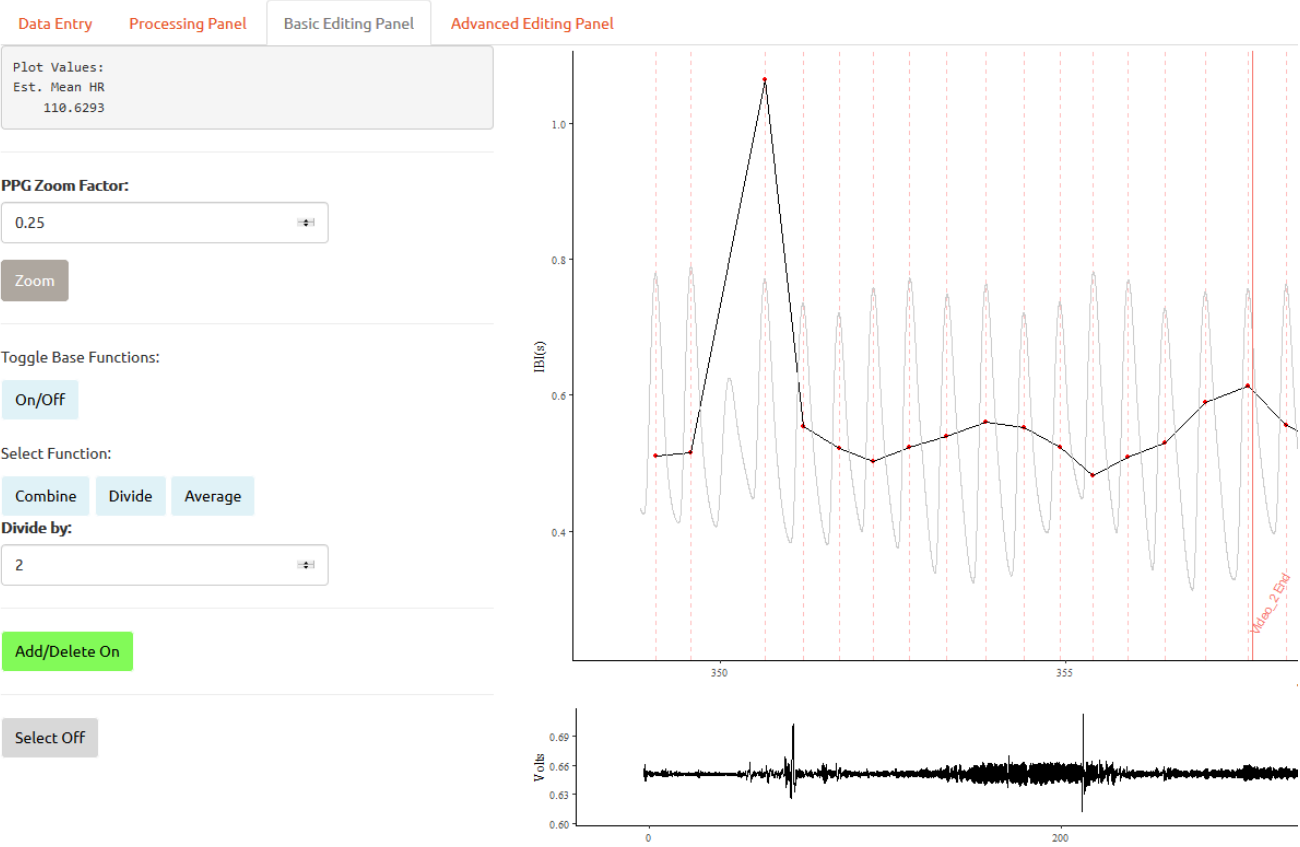 Data Entry Processing Panel Basic Editing Panel Advanced Editing Panel
Plot Values:
Est. Mean HR
110.6293
PPG Zoom Factor:
0.25
Zoom
Toggle Base Functions:
On/Off
Select Function:
Combine Divide Average
Divide by:
2
Add/Delete On
Select Off
1.0
0.8
0.6
0.4
IBI(s)
Video_2 End
350 355
0.69
0.66
0.63
0.60
Volts
0 200